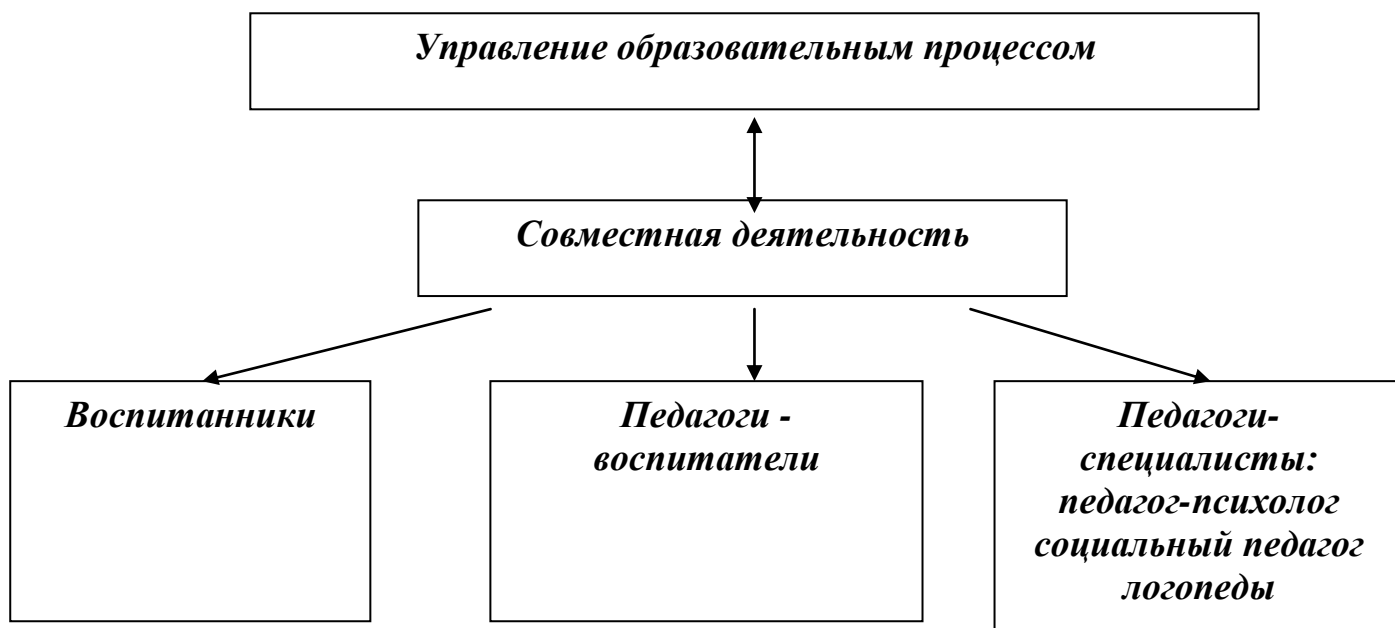 Управление образовательным процессом
Совместная деятельность
Воспитанники
Педагоги -
воспитатели
Педагоги-
специалисты:
педагог-психолог
социальный педагог
логопеды